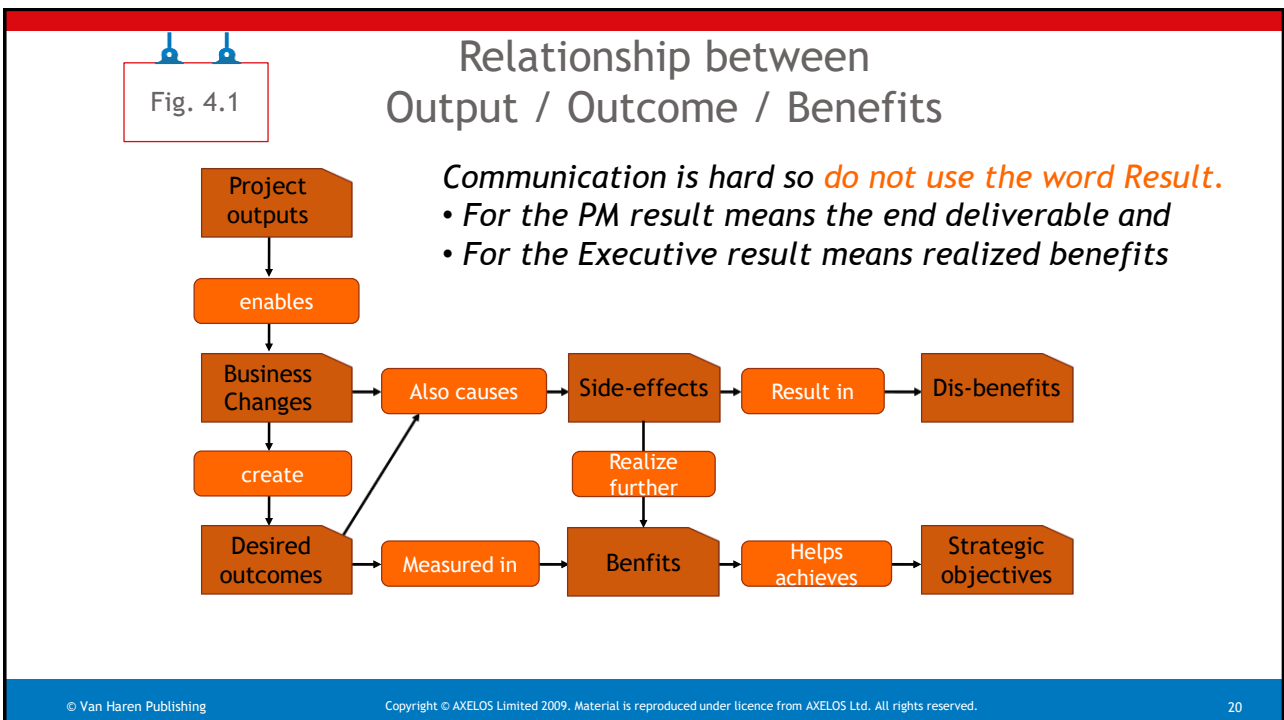 Fig. 4.1
Relationship between
Output / Outcome / Benefits
Communication is hard so do not use the word Result.
• For the PM result means the end deliverable and
• For the Executive result means realized benefits
Project
outputs
enables
Business
Changes
Also causes
Side-effects
Result in
Dis-benefits
create
Realize
further
Desired
outcomes
Measured in
Benfits
Helps
achieves
Strategic
objectives
© Van Haren Publishing
Copyright © AXELOS Limited 2009. Material is reproduced under licence from AXELOS Ltd. All rights reserved.
20